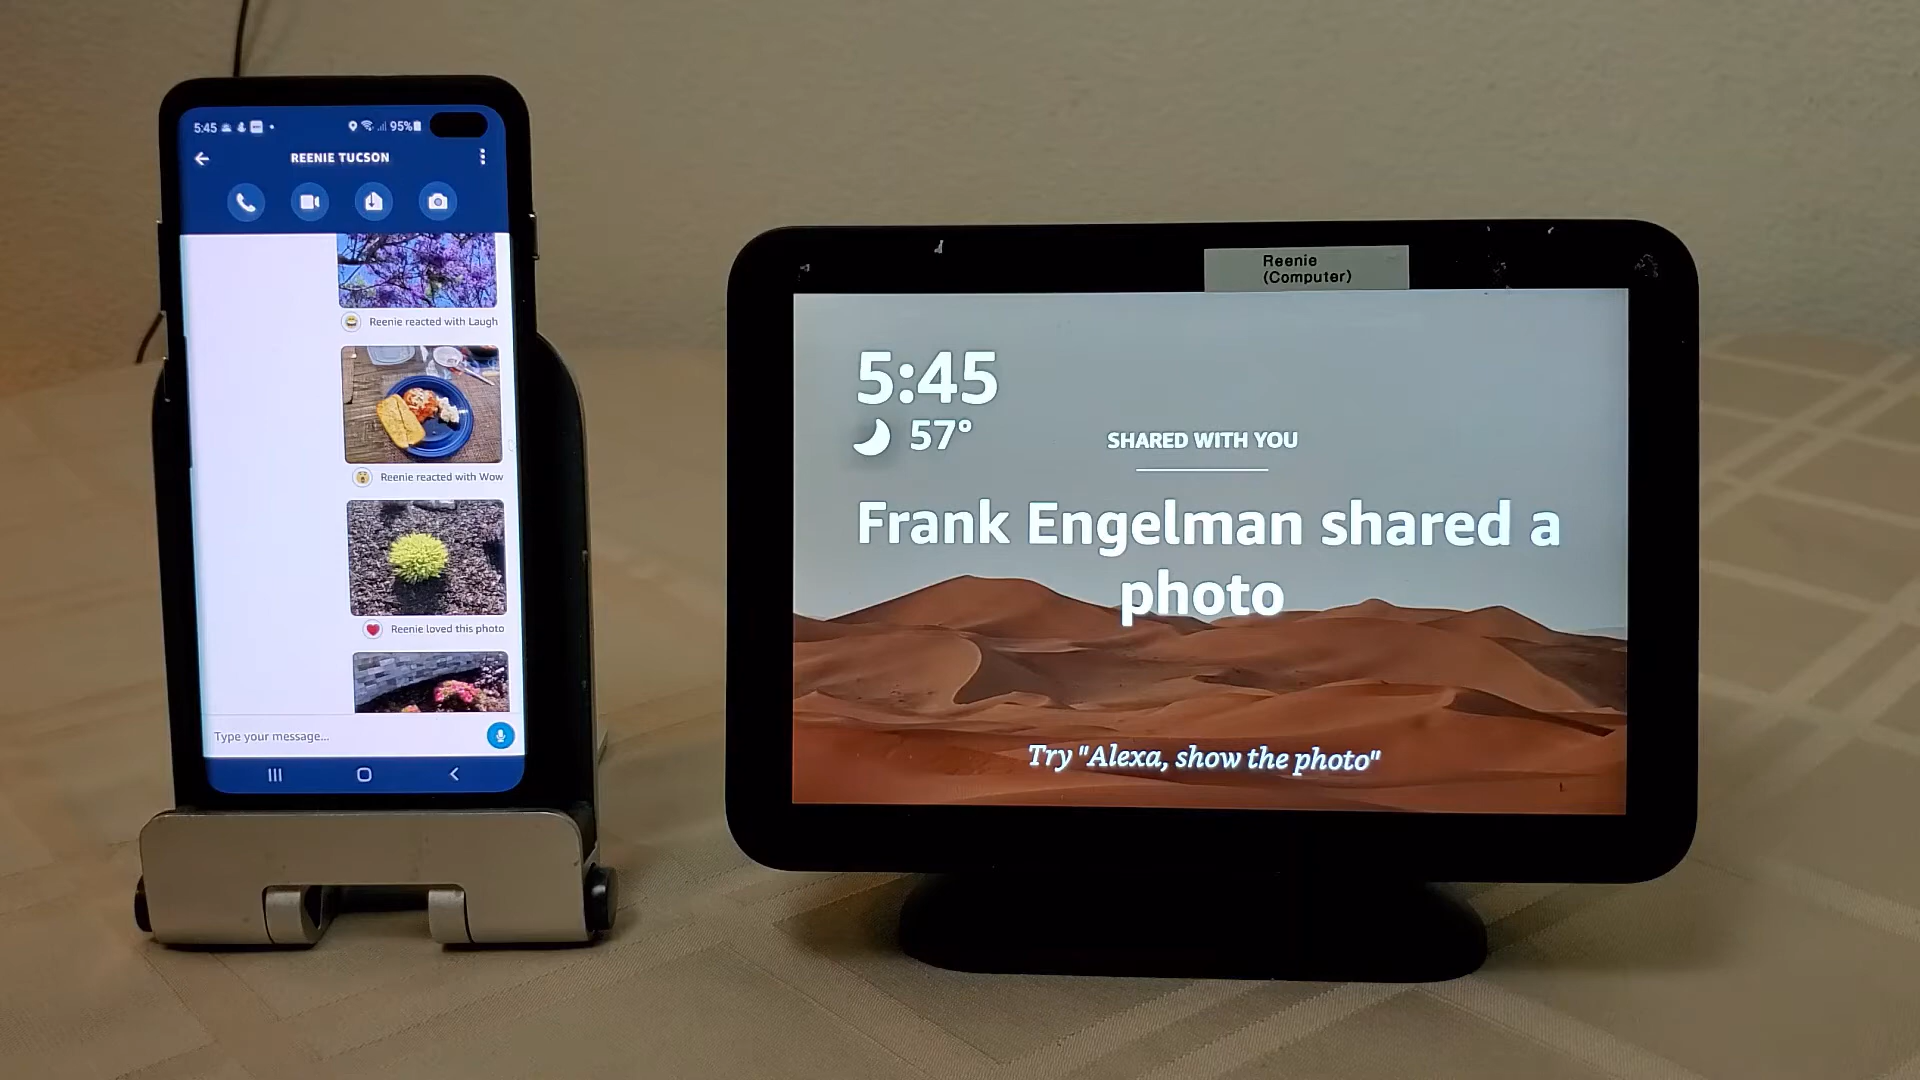 5:45
95%
REENIE TUCSON
Reenie reacted with Laugh
Reenie reacted with Wow
Reenie loved this photo
Type your message...
Reenie
(Computer)
5:45
57°
SHARED WITH YOU
Frank Engelman shared a
photo
Try "Alexa, show the photo"